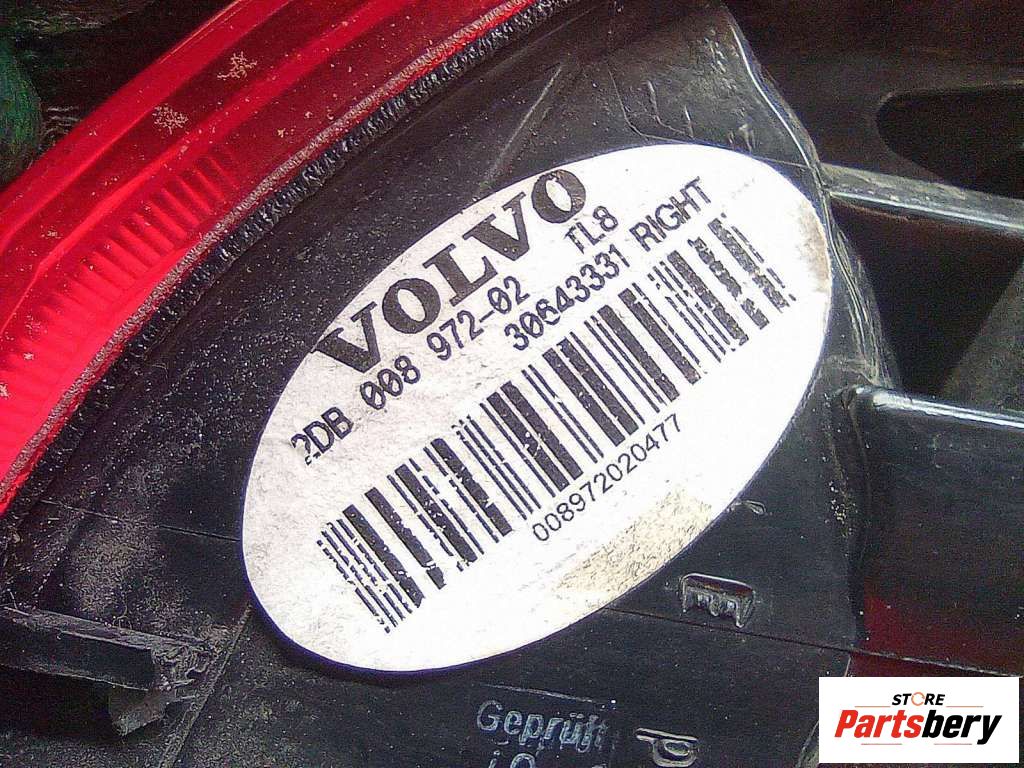 VOLVO
2DB 008 972-02 TL8
30643331 RIGHT
008972020477
Geprüft
STORE
Partsbery